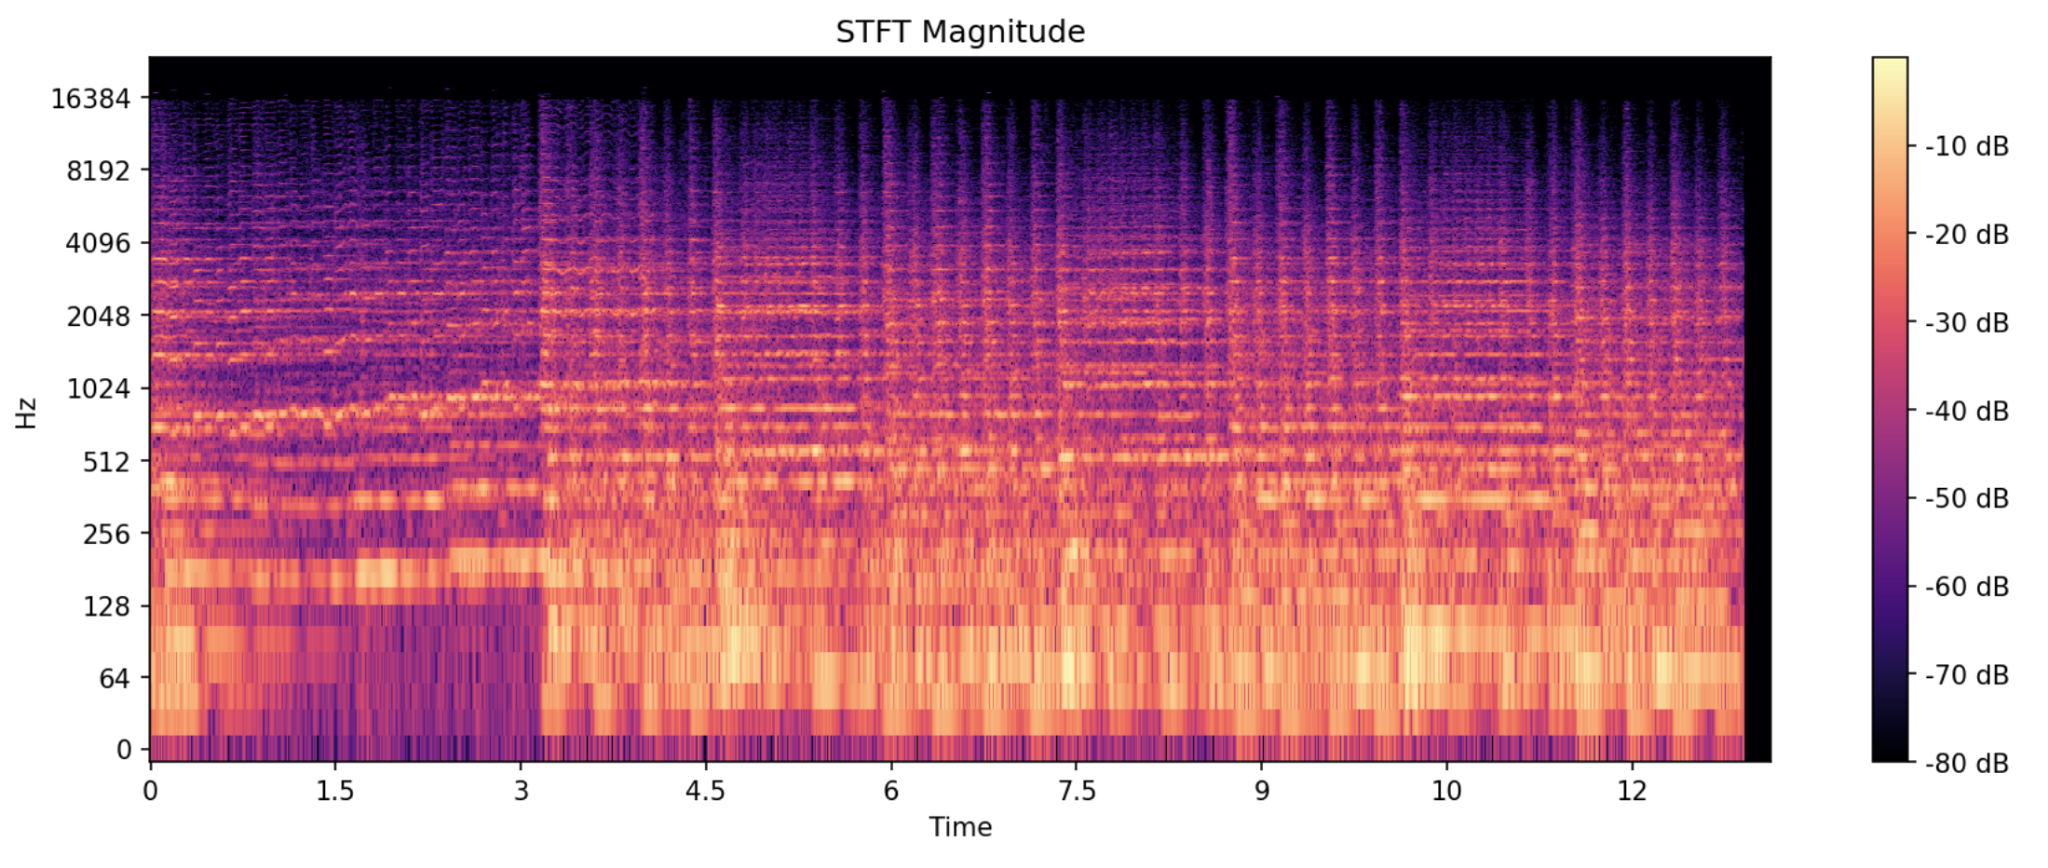 STFT Magnitude
Hz
16384
8192
4096
2048
1024
512
256
128
64
0
0 1.5 3 4.5 6 7.5 9 10 12
Time
-10 dB
-20 dB
-30 dB
-40 dB
-50 dB
-60 dB
-70 dB
-80 dB